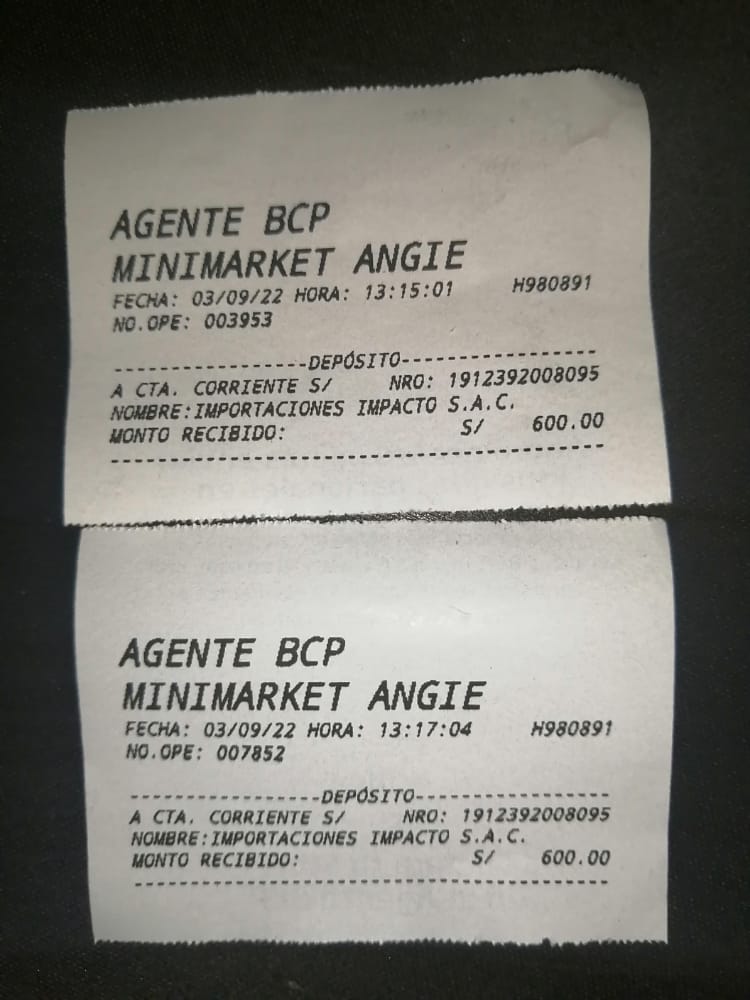 AGENTE BCP
MINIMARKET ANGIE
FECHA: 03/09/22 HORA: 13:15:01 H980891
NO.OPE: 003953
------------------DEPÓSITO------------------
A CTA. CORRIENTE S/ NRO: 1912392008095
NOMBRE:IMPORTACIONES IMPACTO S.A.C.
MONTO RECIBIDO: S/ 600.00
AGENTE BCP
MINIMARKET ANGIE
FECHA: 03/09/22 HORA: 13:17:04 H980891
NO.OPE: 007852
------------------DEPÓSITO------------------
A CTA. CORRIENTE S/ NRO: 1912392008095
NOMBRE:IMPORTACIONES IMPACTO S.A.C.
MONTO RECIBIDO: S/ 600.00